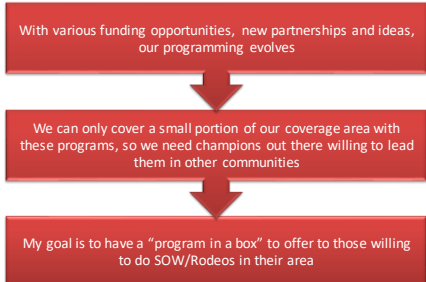 With various funding opportunities, new partnerships and ideas,
our programming evolves
We can only cover a small portion of our coverage area with
these programs, so we need champions out there willing to lead
them in other communities
My goal is to have a “program in a box” to offer to those willing
to do SOW/Rodeos in their area